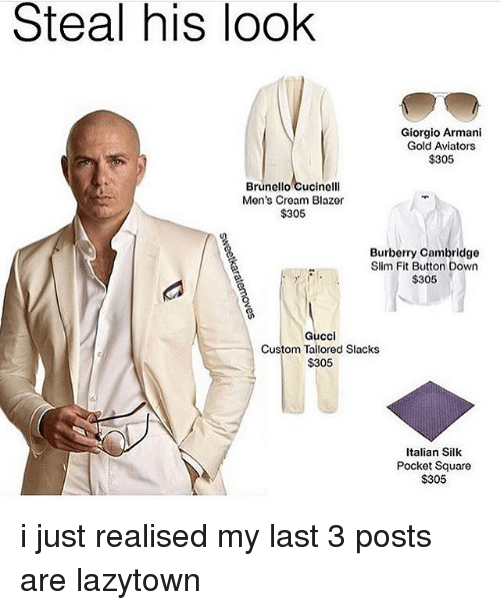 Steal his look
Giorgio Armani
Gold Aviators
$305
Brunello Cucinelli
Men's Cream Blazer
$305
Burberry Cambridge
Slim Fit Button Down
$305
sweetkaratemoves
Gucci
Custom Tailored Slacks
$305
Italian Silk
Pocket Square
$305
i just realised my last 3 posts
are lazytown